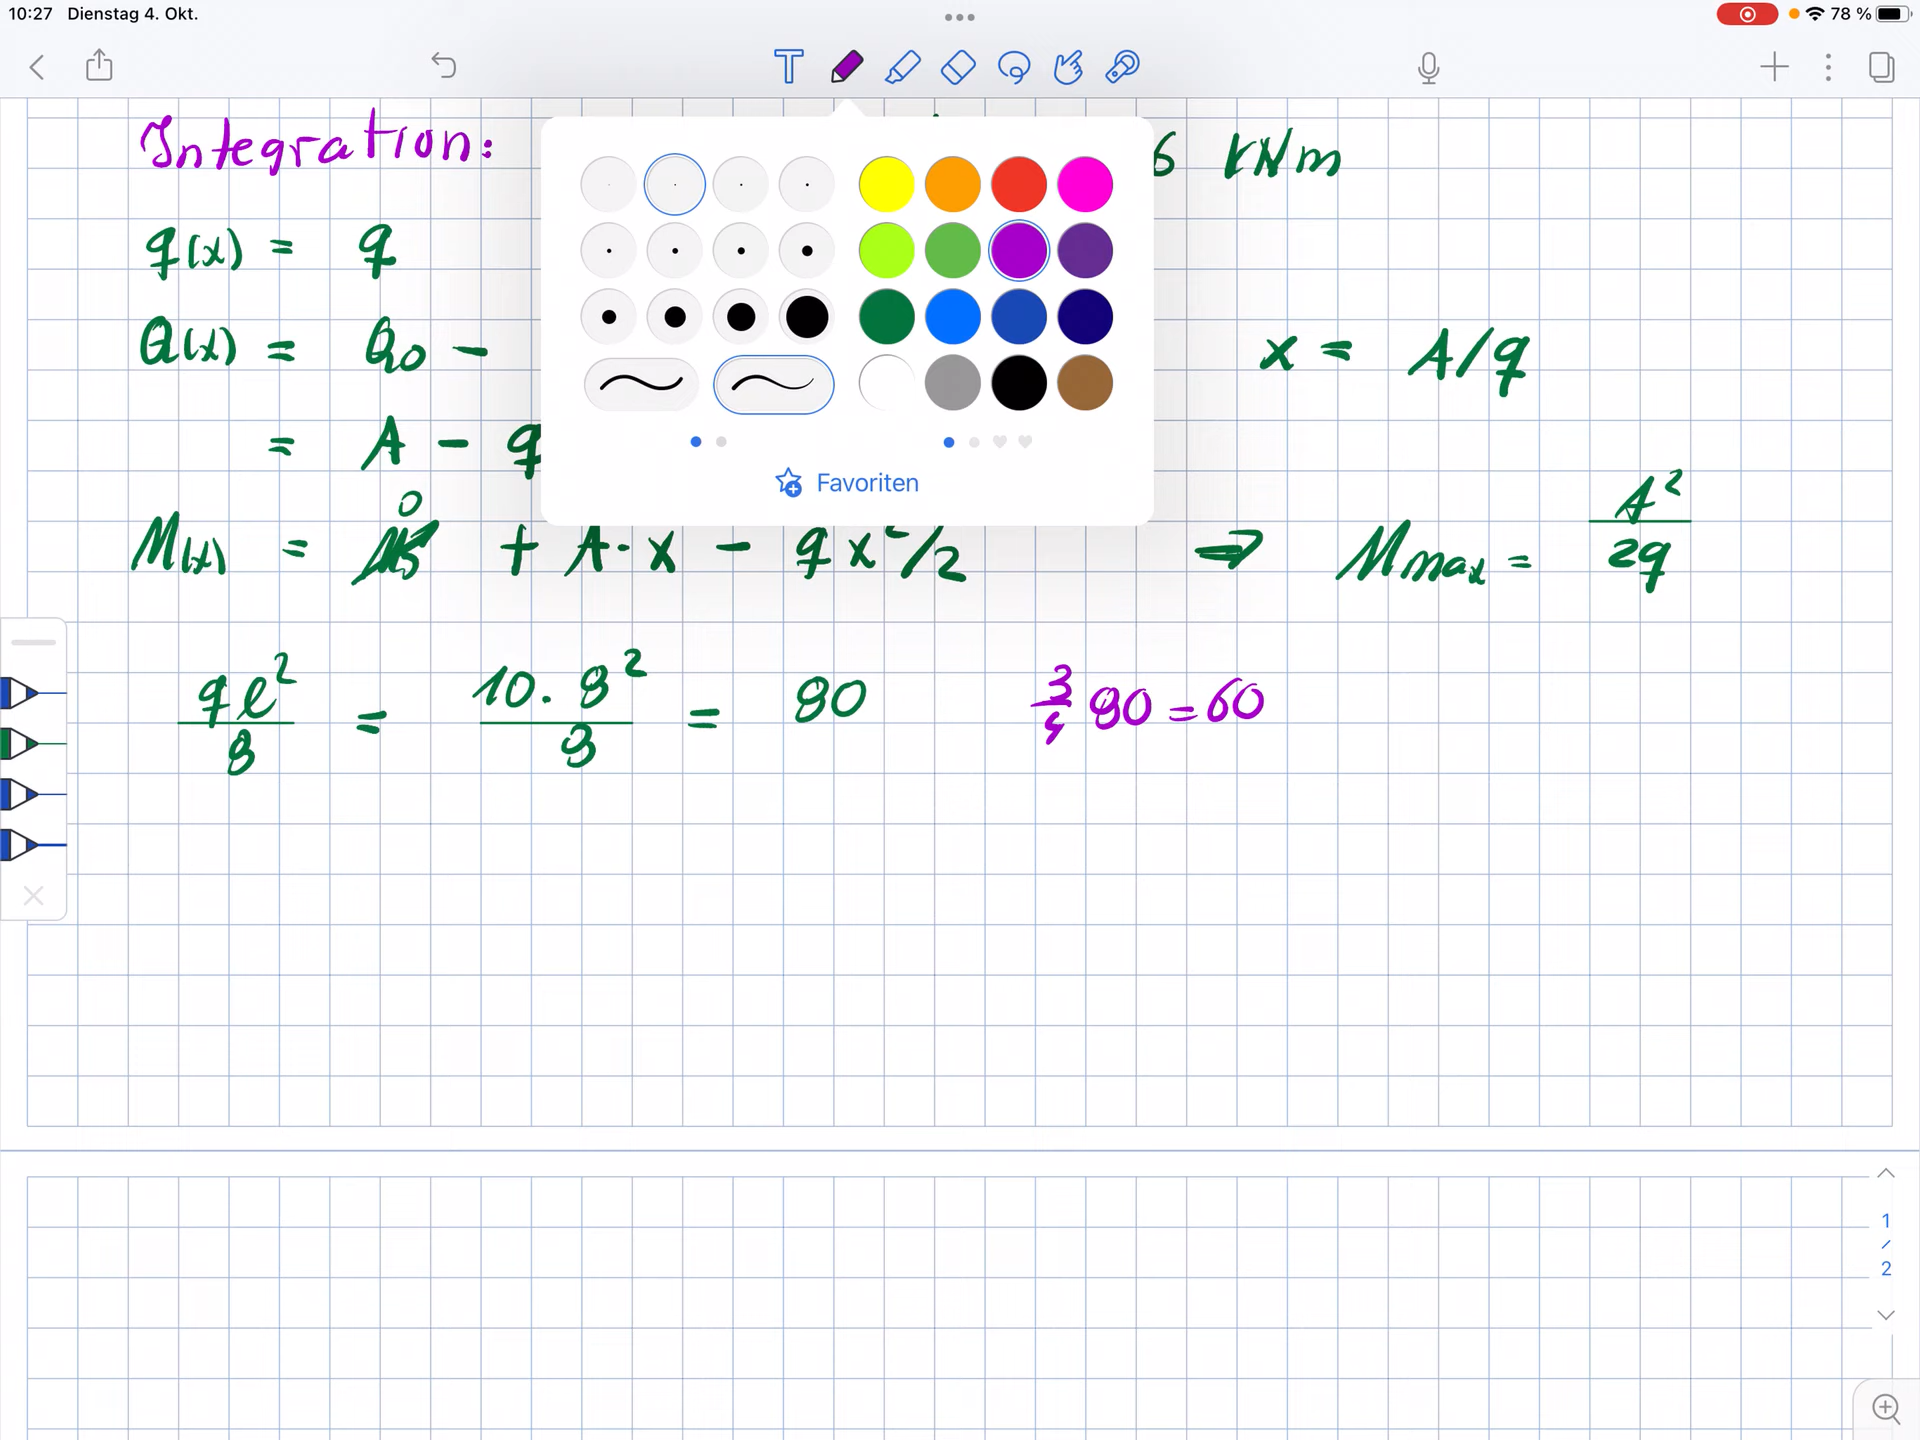 10:27 Dienstag 4. Okt. 78 %
Integration: 6 kNm
q(x) = q
Q(x) = Q0 − x = A/q
= A − q
M(x) = 0 + A · x − qx²/2 ⇒ Mmax = A²/2q
ql²/8 = 10 · 8²/8 = 80 3/4 80 = 60
Favoriten
1
/
2